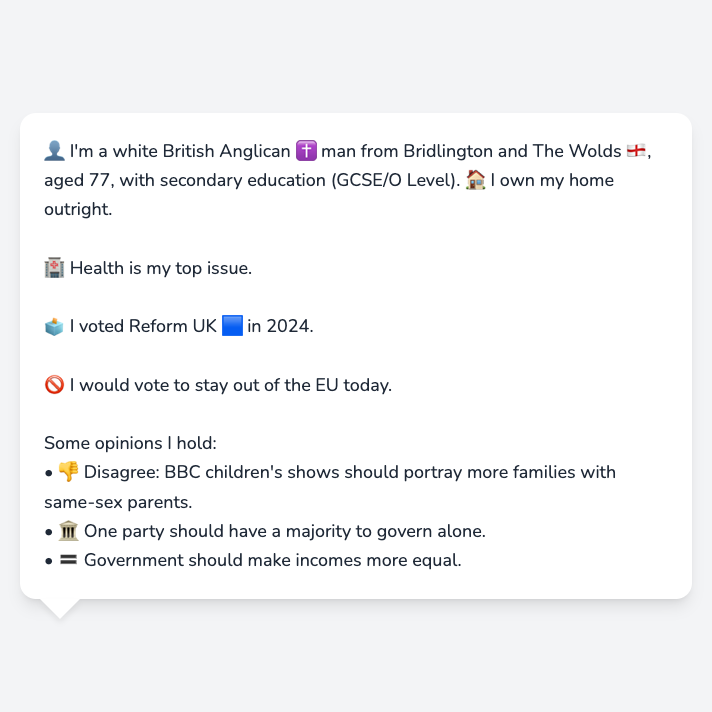 👤 I'm a white British Anglican ✝️ man from Bridlington and The Wolds 🏴󠁧󠁢󠁥󠁮󠁧󠁿,
aged 77, with secondary education (GCSE/O Level). 🏠 I own my home
outright.
🏥 Health is my top issue.
🗳️ I voted Reform UK 🟦 in 2024.
🚫 I would vote to stay out of the EU today.
Some opinions I hold:
• 👎 Disagree: BBC children's shows should portray more families with
same-sex parents.
• 🏛️ One party should have a majority to govern alone.
• 🟰 Government should make incomes more equal.